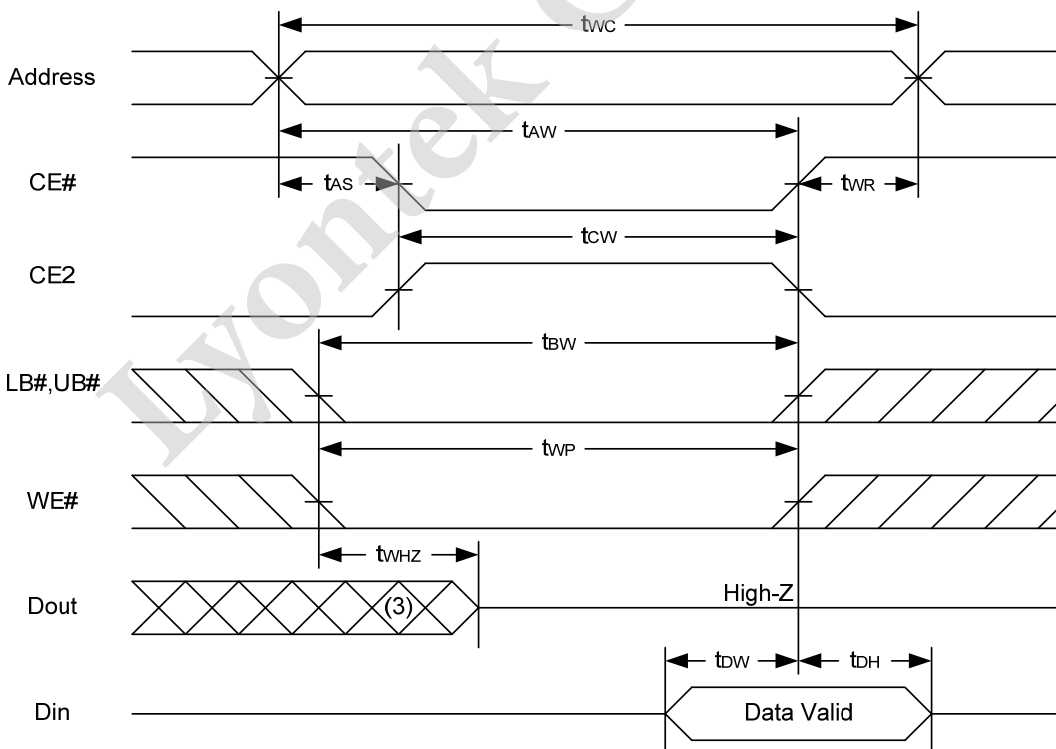 tWC
Address
tAW
CE#
tAS
tWR
tCW
CE2
tBW
LB#,UB#
tWP
WE#
tWHZ
Dout
(3)
High-Z
tDW
tDH
Din
Data Valid
Lyontek